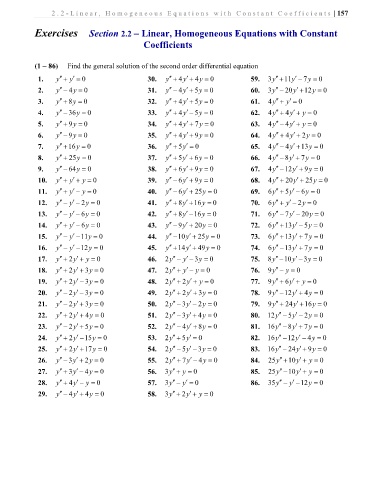 2.2-Linear, Homogeneous Equations with Constant Coefficients | 157
Exercises Section 2.2 – Linear, Homogeneous Equations with Constant
Coefficients
(1 – 86) Find the general solution of the second order differential equation
1. y″ + y′ = 0
2. y″ − 4y = 0
3. y″ + 8y = 0
4. y″ − 36y = 0
5. y″ + 9y = 0
6. y″ − 9y = 0
7. y″ + 16y = 0
8. y″ + 25y = 0
9. y″ − 64y = 0
10. y″ + y′ + y = 0
11. y″ + y′ − y = 0
12. y″ − y′ − 2y = 0
13. y″ − y′ − 6y = 0
14. y″ + y′ − 6y = 0
15. y″ − y′ − 11y = 0
16. y″ − y′ − 12y = 0
17. y″ + 2y′ + y = 0
18. y″ + 2y′ + 3y = 0
19. y″ + 2y′ − 3y = 0
20. y″ − 2y′ − 3y = 0
21. y″ − 2y′ + 3y = 0
22. y″ + 2y′ + 4y = 0
23. y″ − 2y′ + 5y = 0
24. y″ + 2y′ − 15y = 0
25. y″ + 2y′ + 17y = 0
26. y″ − 3y′ + 2y = 0
27. y″ + 3y′ − 4y = 0
28. y″ + 4y′ − y = 0
29. y″ − 4y′ + 4y = 0
30. y″ + 4y′ + 4y = 0
31. y″ − 4y′ + 5y = 0
32. y″ + 4y′ + 5y = 0
33. y″ + 4y′ − 5y = 0
34. y″ + 4y′ + 7y = 0
35. y″ + 4y′ + 9y = 0
36. y″ + 5y′ = 0
37. y″ + 5y′ + 6y = 0
38. y″ + 6y′ + 9y = 0
39. y″ − 6y′ + 9y = 0
40. y″ − 6y′ + 25y = 0
41. y″ + 8y′ + 16y = 0
42. y″ + 8y′ − 16y = 0
43. y″ − 9y′ + 20y = 0
44. y″ − 10y′ + 25y = 0
45. y″ + 14y′ + 49y = 0
46. 2y″ − y′ − 3y = 0
47. 2y″ + y′ − y = 0
48. 2y″ + 2y′ + y = 0
49. 2y″ + 2y′ + 3y = 0
50. 2y″ − 3y′ − 2y = 0
51. 2y″ − 3y′ + 4y = 0
52. 2y″ − 4y′ + 8y = 0
53. 2y″ + 5y′ = 0
54. 2y″ − 5y′ − 3y = 0
55. 2y″ + 7y′ − 4y = 0
56. 3y″ + y = 0
57. 3y″ − y′ = 0
58. 3y″ + 2y′ + y = 0
59. 3y″ + 11y′ − 7y = 0
60. 3y″ − 20y′ + 12y = 0
61. 4y″ + y′ = 0
62. 4y″ + 4y′ + y = 0
63. 4y″ − 4y′ + y = 0
64. 4y″ + 4y′ + 2y = 0
65. 4y″ − 4y′ + 13y = 0
66. 4y″ − 8y′ + 7y = 0
67. 4y″ − 12y′ + 9y = 0
68. 4y″ + 20y′ + 25y = 0
69. 6y″ + 5y′ − 6y = 0
70. 6y″ + y′ − 2y = 0
71. 6y″ − 7y′ − 20y = 0
72. 6y″ + 13y′ − 5y = 0
73. 6y″ + 13y′ + 7y = 0
74. 6y″ − 13y′ + 7y = 0
75. 8y″ − 10y′ − 3y = 0
76. 9y″ − y = 0
77. 9y″ + 6y′ + y = 0
78. 9y″ − 12y′ + 4y = 0
79. 9y″ + 24y′ + 16y = 0
80. 12y″ − 5y′ − 2y = 0
81. 16y″ − 8y′ + 7y = 0
82. 16y″ − 12y′ − 4y = 0
83. 16y″ − 24y′ + 9y = 0
84. 25y″ + 10y′ + y = 0
85. 25y″ − 10y′ + y = 0
86. 35y″ − y′ − 12y = 0